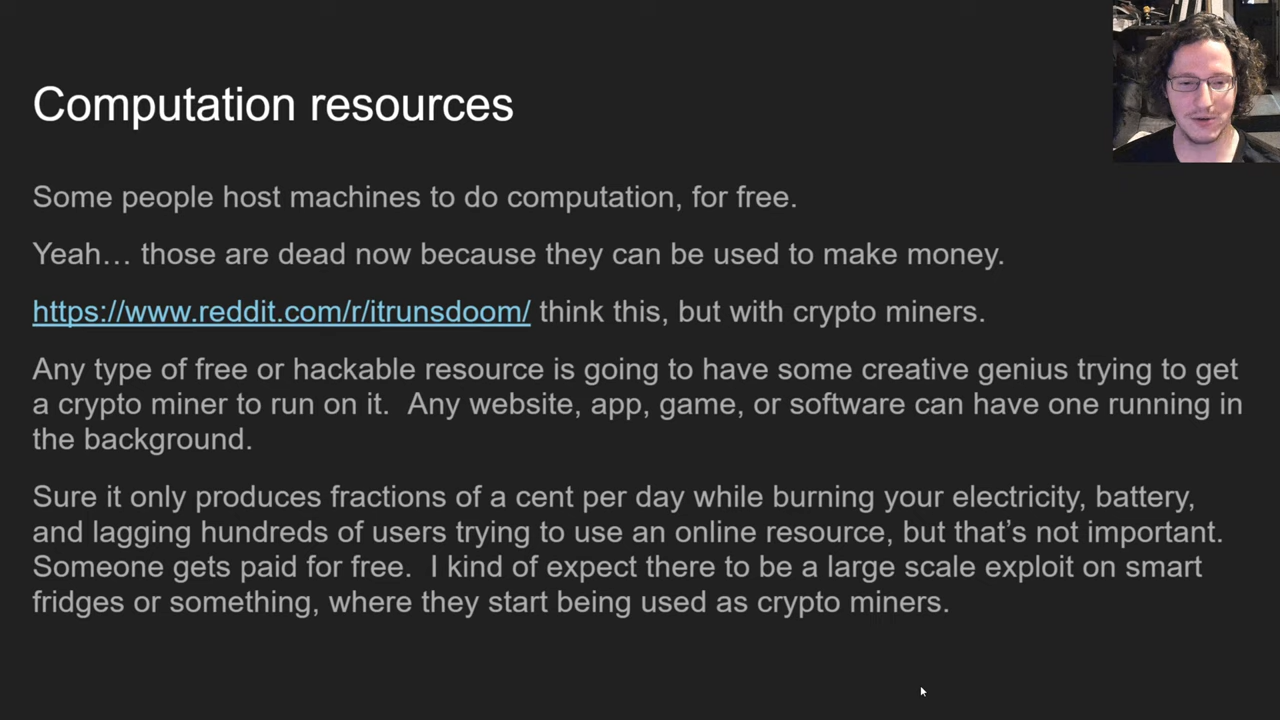 Computation resources
Some people host machines to do computation, for free.
Yeah… those are dead now because they can be used to make money.
https://www.reddit.com/r/itrunsdoom/ think this, but with crypto miners.
Any type of free or hackable resource is going to have some creative genius trying to get
a crypto miner to run on it.  Any website, app, game, or software can have one running in
the background.
Sure it only produces fractions of a cent per day while burning your electricity, battery,
and lagging hundreds of users trying to use an online resource, but that’s not important.
Someone gets paid for free.  I kind of expect there to be a large scale exploit on smart
fridges or something, where they start being used as crypto miners.